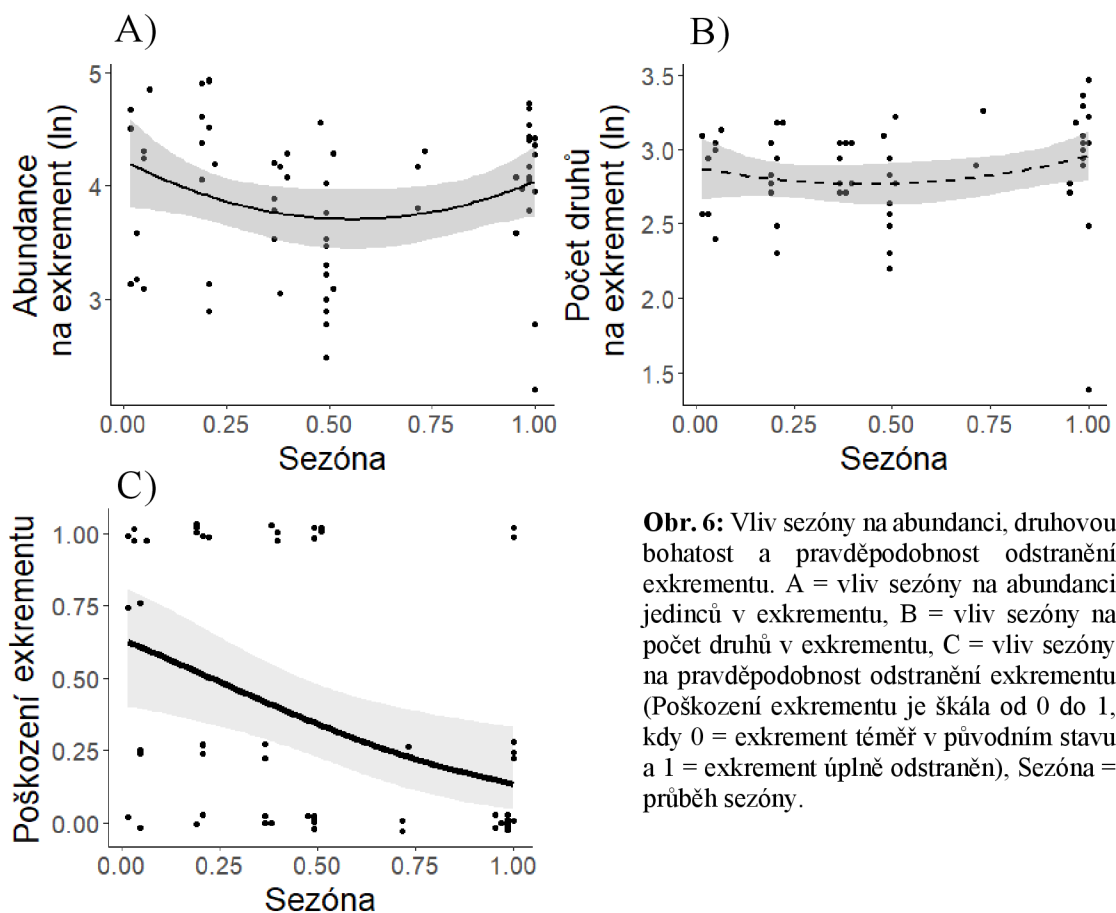 A)
Abundance
na exkrement (ln)
5
4
3
0.00 0.25 0.50 0.75 1.00
Sezóna
B)
Počet druhů
na exkrement (ln)
3.5
3.0
2.5
2.0
1.5
0.00 0.25 0.50 0.75 1.00
Sezóna
C)
Poškození exkrementu
1.00
0.75
0.50
0.25
0.00
0.00 0.25 0.50 0.75 1.00
Sezóna
Obr. 6: Vliv sezóny na abundanci, druhovou
bohatost a pravděpodobnost odstranění
exkrementu. A = vliv sezóny na abundanci
jedinců v exkrementu, B = vliv sezóny na
počet druhů v exkrementu, C = vliv sezóny
na pravděpodobnost odstranění exkrementu
(Poškození exkrementu je škála od 0 do 1,
kdy 0 = exkrement téměř v původním stavu
a 1 = exkrement úplně odstraněn), Sezóna =
průběh sezóny.